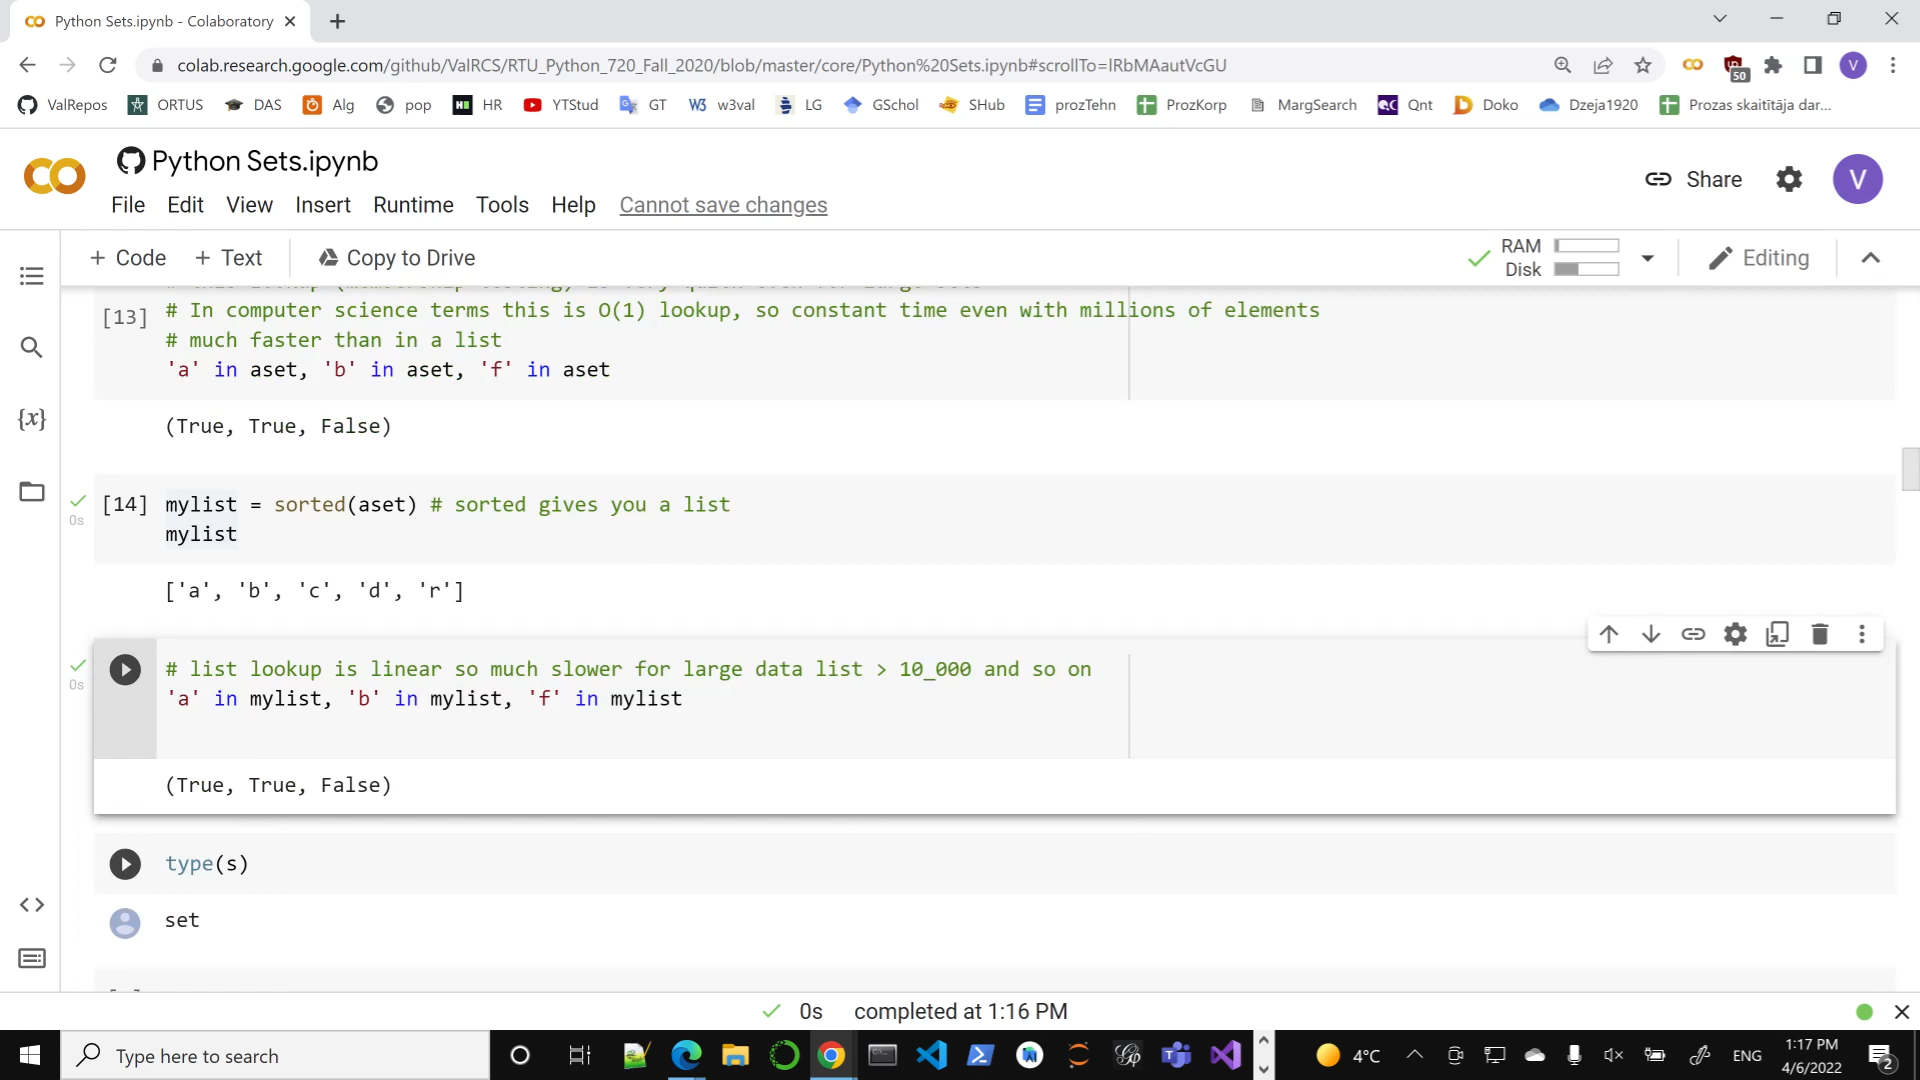 Python Sets.ipynb - Colaboratory
colab.research.google.com/github/ValRCS/RTU_Python_720_Fall_2020/blob/master/core/Python%20Sets.ipynb#scrollTo=lRbMAautVcGU
50
V
ValRepos ORTUS DAS Alg pop HR YTStud GT w3val LG GSchol SHub prozTehn ProzKorp MargSearch Qnt Doko Dzeja1920 Prozas skaitītāja dar...
Python Sets.ipynb
Share
V
File Edit View Insert Runtime Tools Help Cannot save changes
+ Code + Text Copy to Drive
RAM
Disk
Editing
[13] # In computer science terms this is O(1) lookup, so constant time even with millions of elements
# much faster than in a list
'a' in aset, 'b' in aset, 'f' in aset
(True, True, False)
0s
[14] mylist = sorted(aset) # sorted gives you a list
mylist
['a', 'b', 'c', 'd', 'r']
0s
# list lookup is linear so much slower for large data list > 10_000 and so on
'a' in mylist, 'b' in mylist, 'f' in mylist
(True, True, False)
type(s)
set
0s completed at 1:16 PM
Type here to search
4°C
ENG
1:17 PM
4/6/2022
2